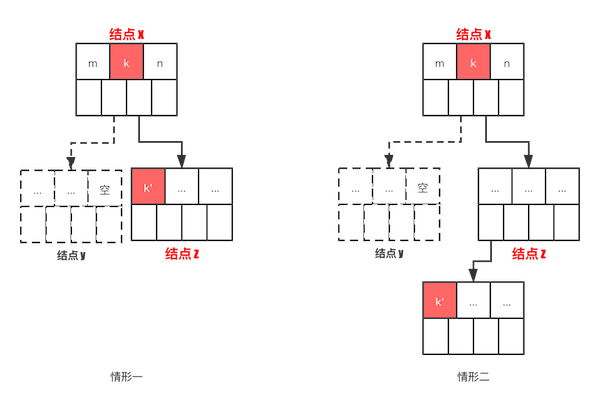 结点 x
m k n
... ... 空
k' ... ...
结点 y
结点 z
情形一
结点 x
m k n
... ... 空
... ... ...
结点 y
结点 z
k' ... ...
情形二